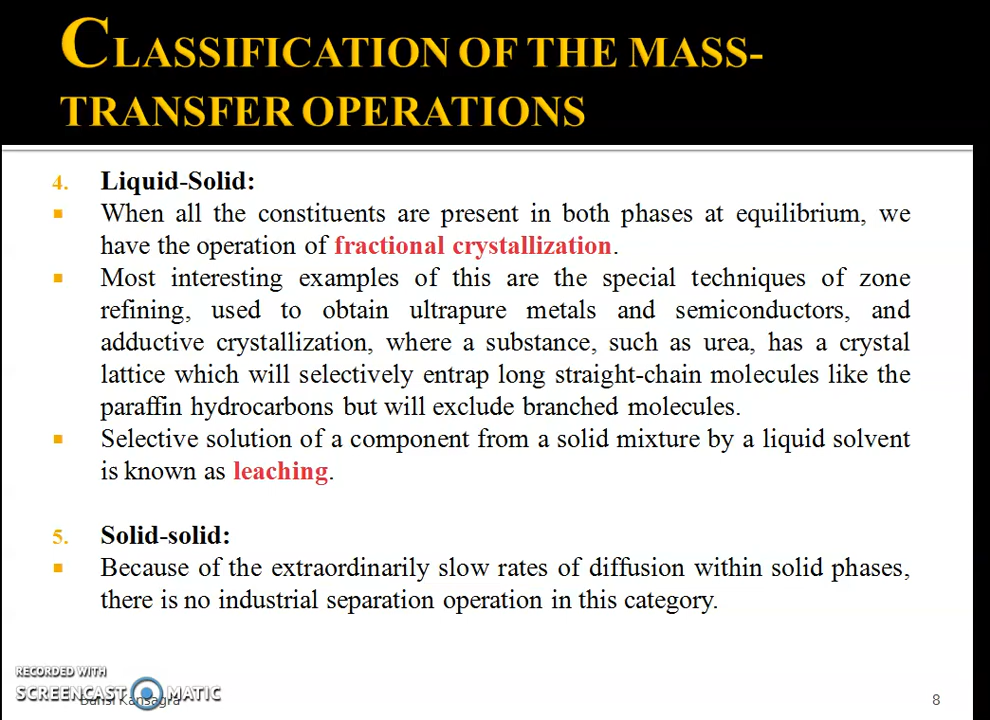 CLASSIFICATION OF THE MASS-
TRANSFER OPERATIONS
4. Liquid-Solid:
When all the constituents are present in both phases at equilibrium, we
have the operation of fractional crystallization.
Most interesting examples of this are the special techniques of zone
refining, used to obtain ultrapure metals and semiconductors, and
adductive crystallization, where a substance, such as urea, has a crystal
lattice which will selectively entrap long straight-chain molecules like the
paraffin hydrocarbons but will exclude branched molecules.
Selective solution of a component from a solid mixture by a liquid solvent
is known as leaching.
5. Solid-solid:
Because of the extraordinarily slow rates of diffusion within solid phases,
there is no industrial separation operation in this category.
RECORDED WITH
SCREENCAST MATIC
Bansi Kansagra
8